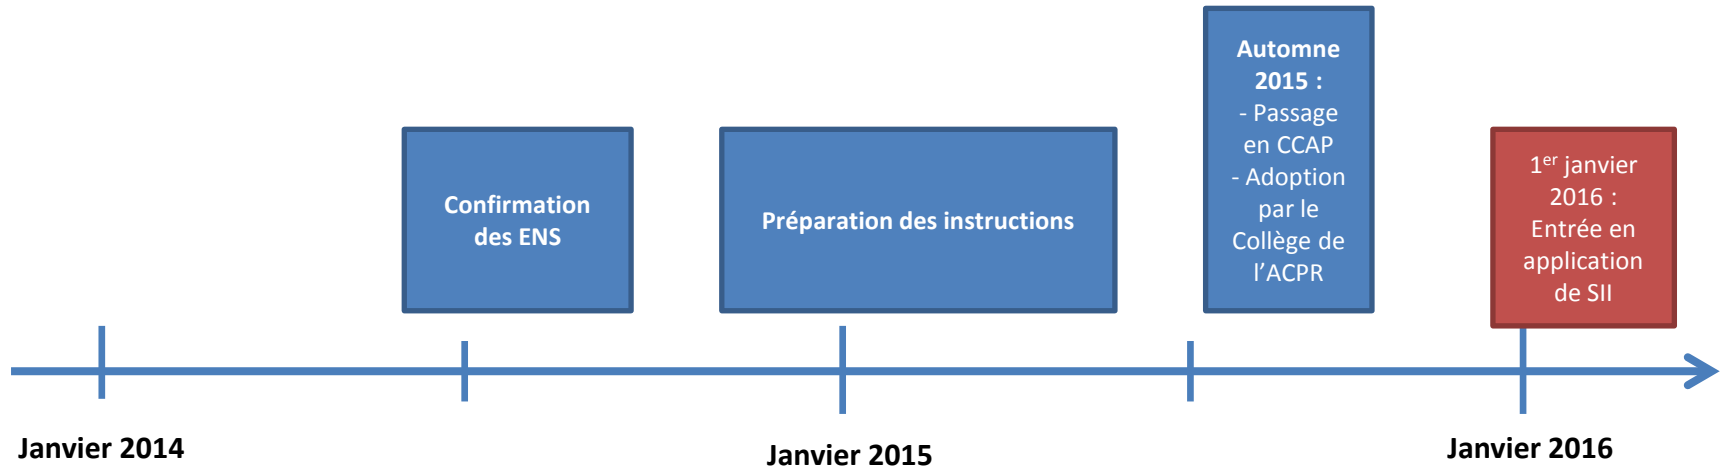 Confirmation
des ENS
Préparation des instructions
Automne
2015 :
- Passage
en CCAP
- Adoption
par le
Collège de
l’ACPR
1er janvier
2016 :
Entrée en
application
de SII
Janvier 2014
Janvier 2015
Janvier 2016